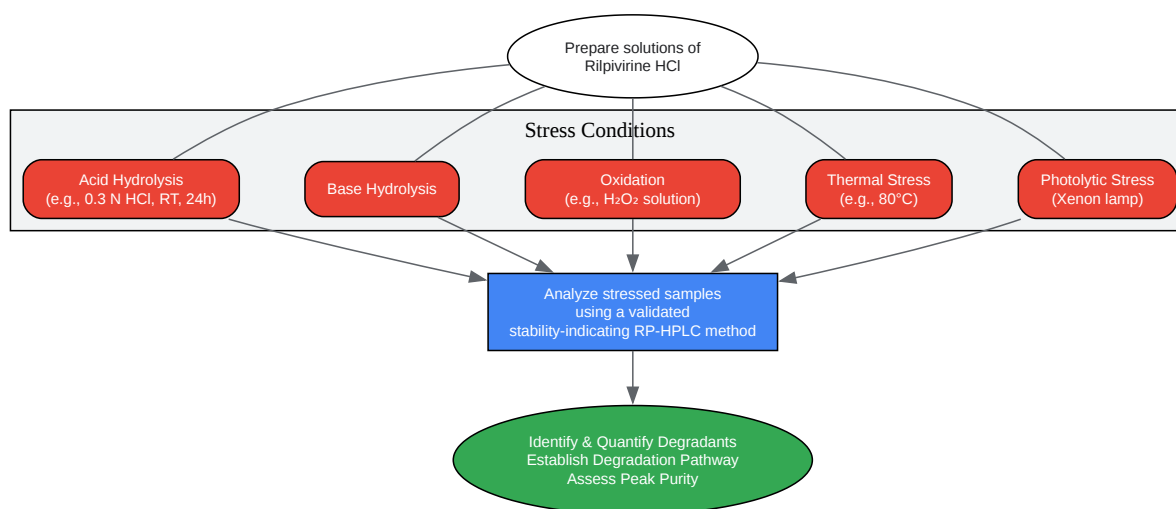 Prepare solutions of
Rilpivirine HCl
Stress Conditions
Acid Hydrolysis
(e.g., 0.3 N HCl, RT, 24h)
Base Hydrolysis
Oxidation
(e.g., H₂O₂ solution)
Thermal Stress
(e.g., 80°C)
Photolytic Stress
(Xenon lamp)
Analyze stressed samples
using a validated
stability-indicating RP-HPLC method
Identify & Quantify Degradants
Establish Degradation Pathway
Assess Peak Purity